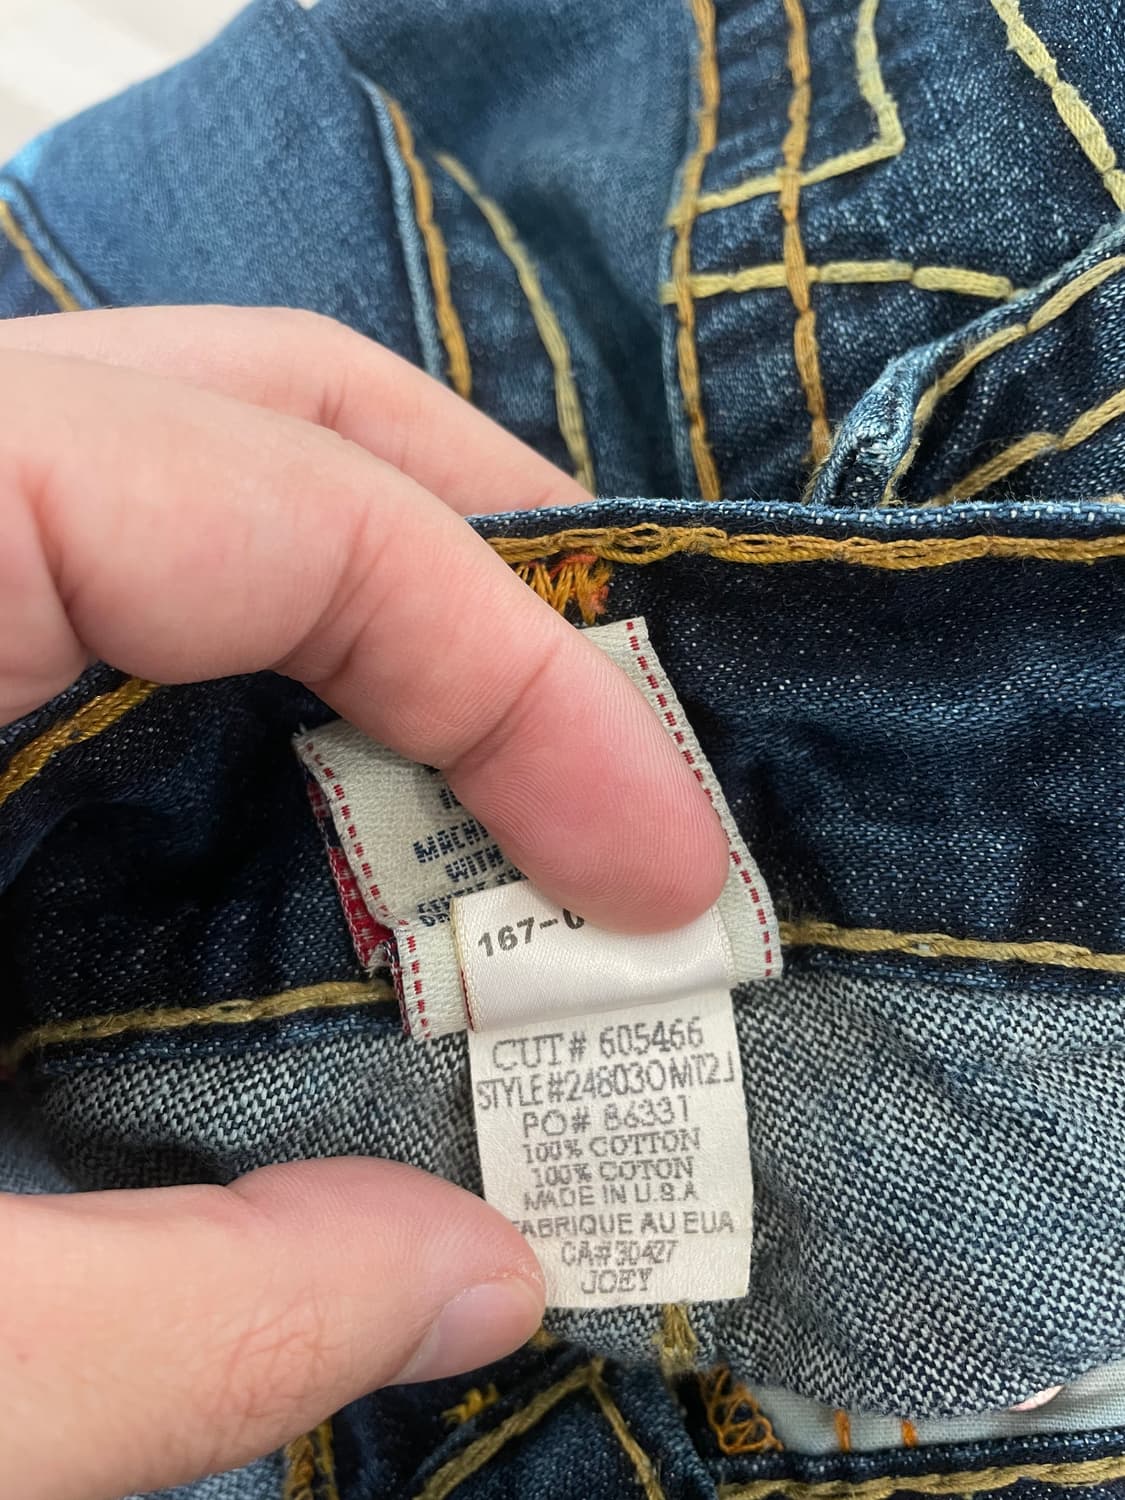 MACHI
WITH
167-0
CUT# 605466
STYLE#24803OMT2J
PO# 86331
100% COTTON
100% COTON
MADE IN U.S.A
FABRIQUE AU EUA
CA#30427
JOEY